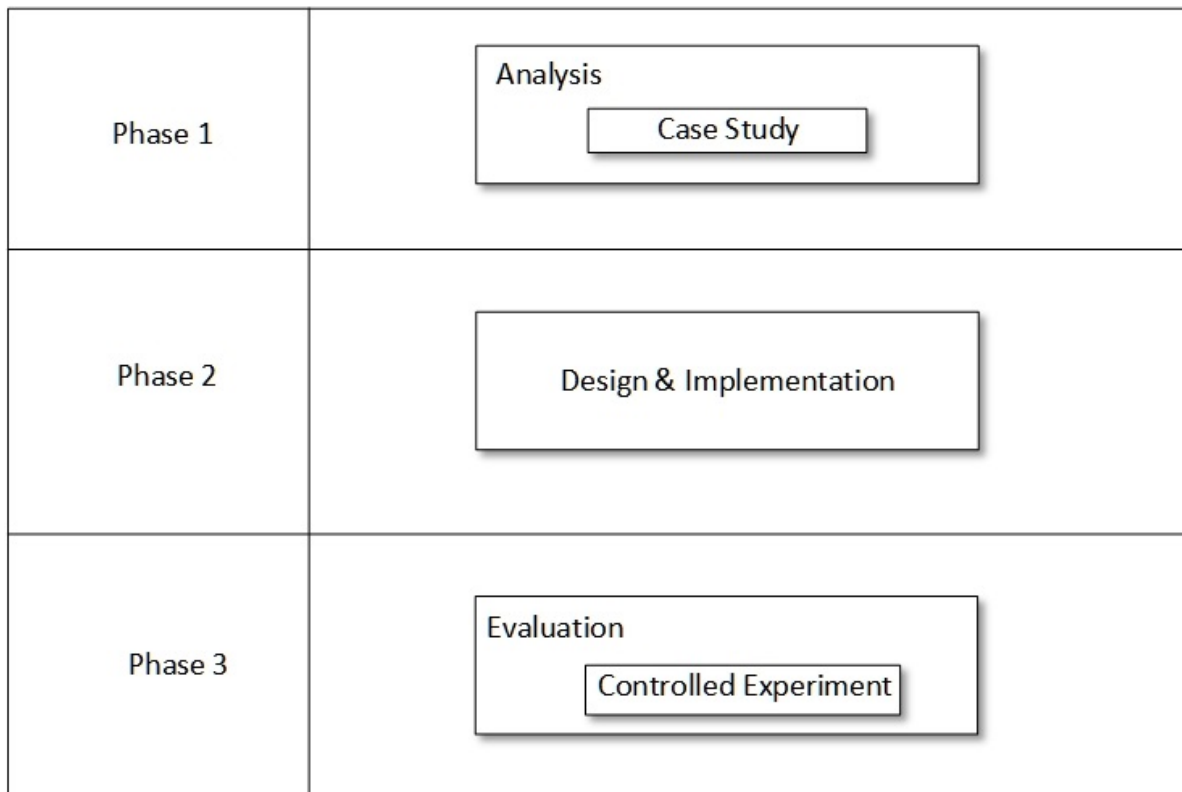 Phase 1
Analysis
Case Study
Phase 2
Design & Implementation
Phase 3
Evaluation
Controlled Experiment